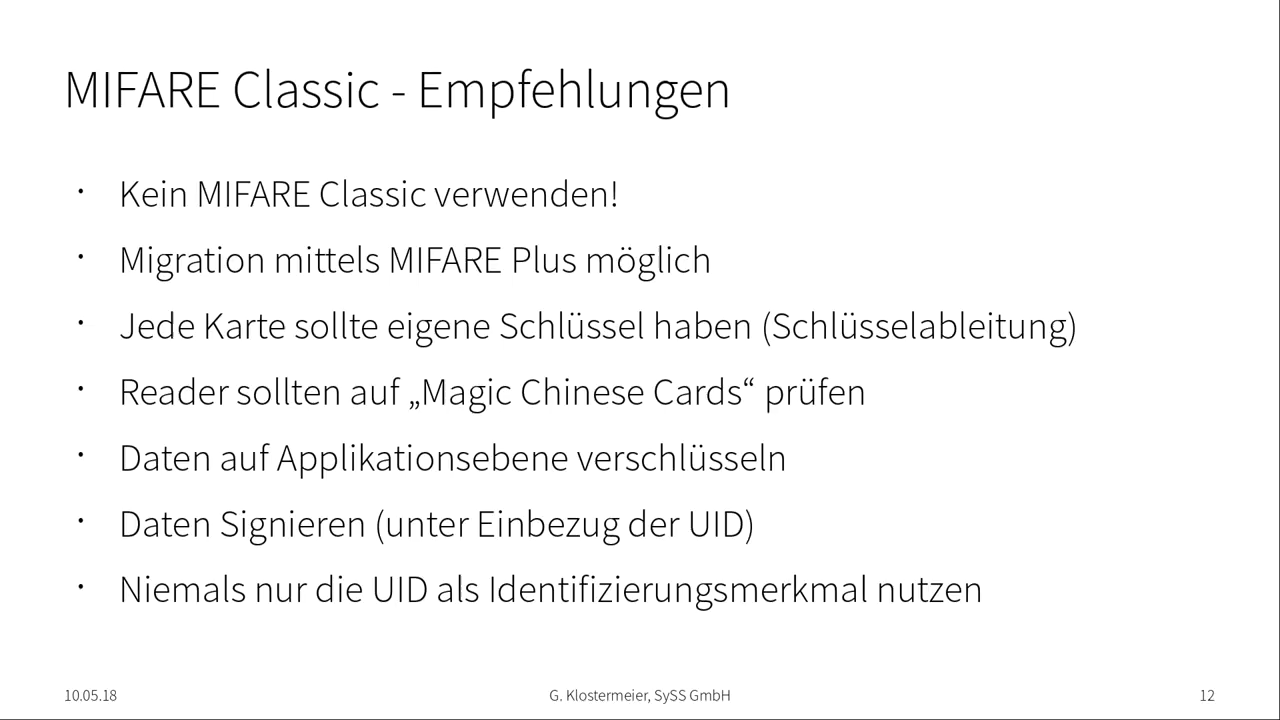 MIFARE Classic - Empfehlungen
· Kein MIFARE Classic verwenden!
· Migration mittels MIFARE Plus möglich
· Jede Karte sollte eigene Schlüssel haben (Schlüsselableitung)
· Reader sollten auf „Magic Chinese Cards“ prüfen
· Daten auf Applikationsebene verschlüsseln
· Daten Signieren (unter Einbezug der UID)
· Niemals nur die UID als Identifizierungsmerkmal nutzen
10.05.18 G. Klostermeier, SySS GmbH 12